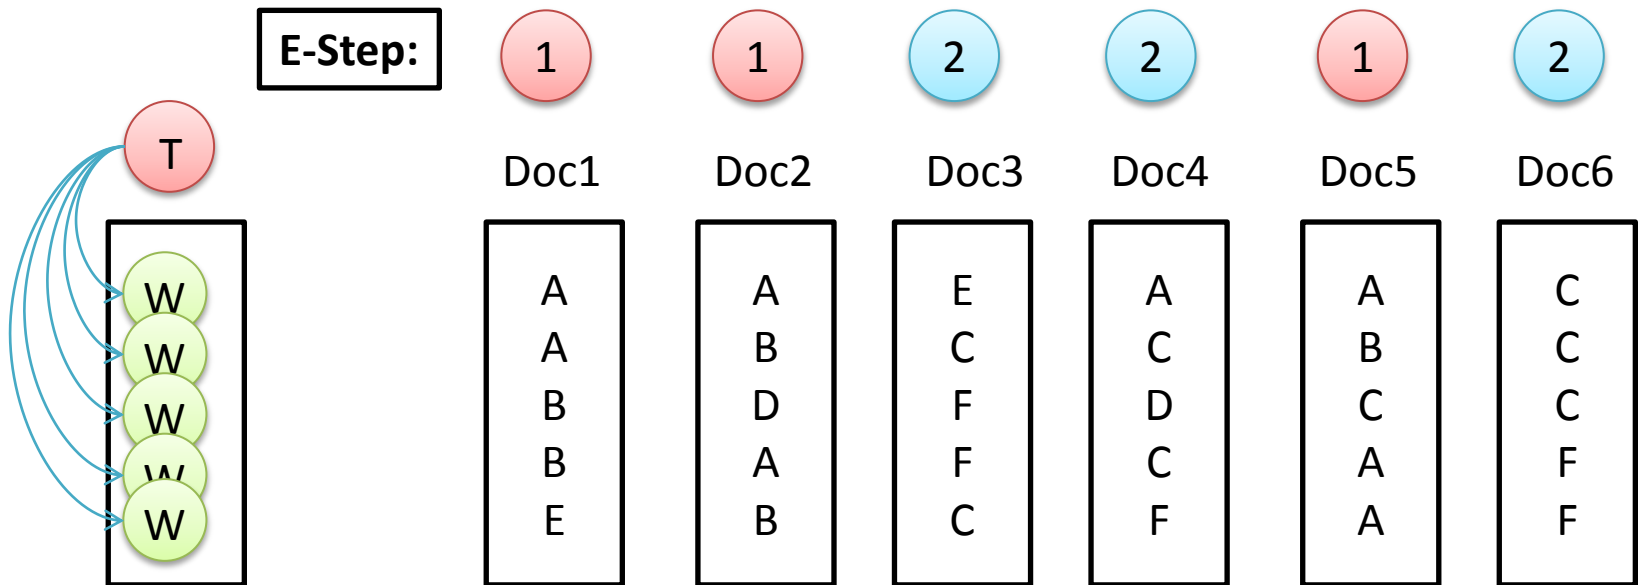 E-Step: 1 1 2 2 1 2
T
Doc1 Doc2 Doc3 Doc4 Doc5 Doc6
W A A E A A C
W A B C C B C
W B D F D C C
W B A F C A F
W E B C F A F